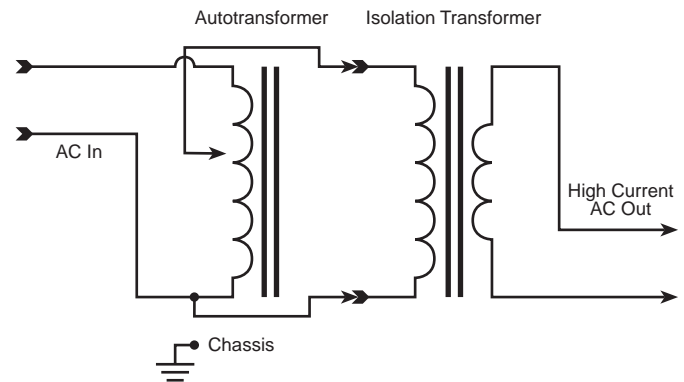 Autotransformer
Isolation Transformer
AC In
High Current
AC Out
Chassis